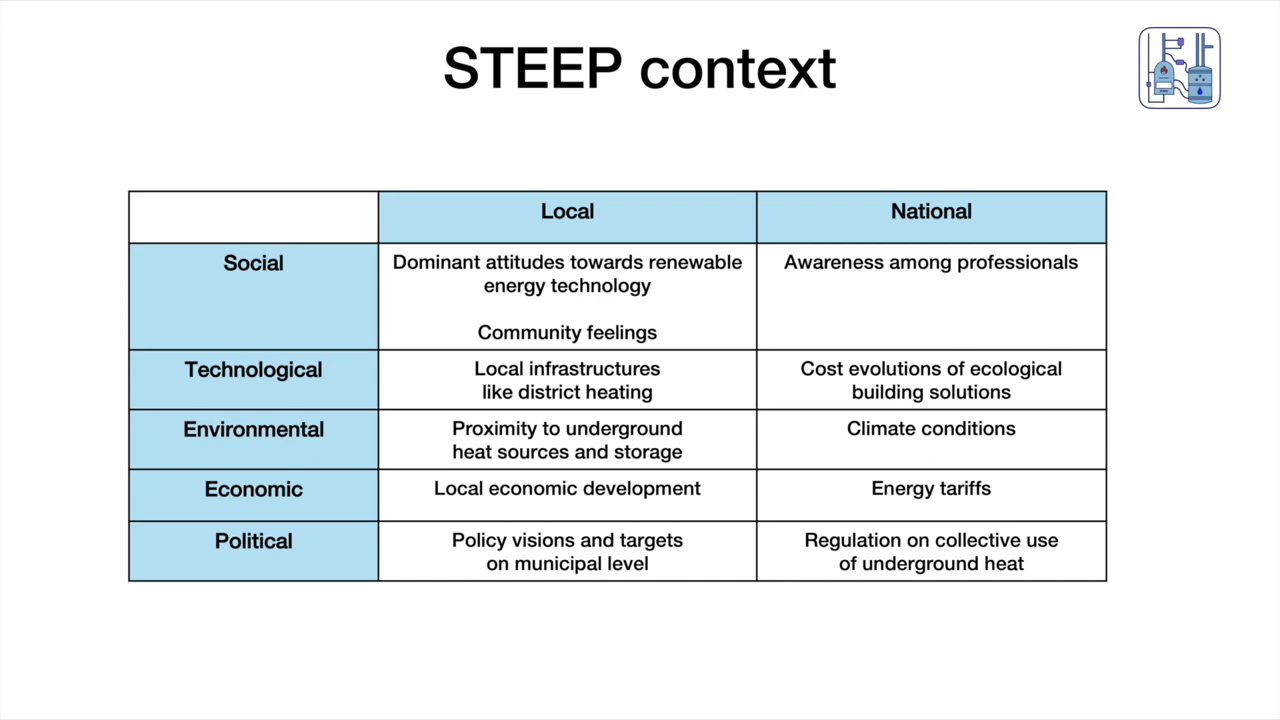 STEEP context
Local
National
Social
Dominant attitudes towards renewable
energy technology
Community feelings
Awareness among professionals
Technological
Local infrastructures
like district heating
Cost evolutions of ecological
building solutions
Environmental
Proximity to underground
heat sources and storage
Climate conditions
Economic
Local economic development
Energy tariffs
Political
Policy visions and targets
on municipal level
Regulation on collective use
of underground heat